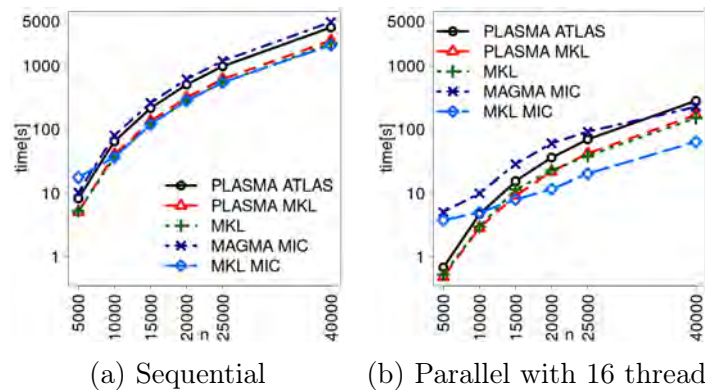 5000
1000
100
10
1
time[s]
PLASMA ATLAS
PLASMA MKL
MKL
MAGMA MIC
MKL MIC
5000
10000
15000
20000
25000
40000
n
(a) Sequential
5000
1000
100
10
1
time[s]
PLASMA ATLAS
PLASMA MKL
MKL
MAGMA MIC
MKL MIC
5000
10000
15000
20000
25000
40000
n
(b) Parallel with 16 thread